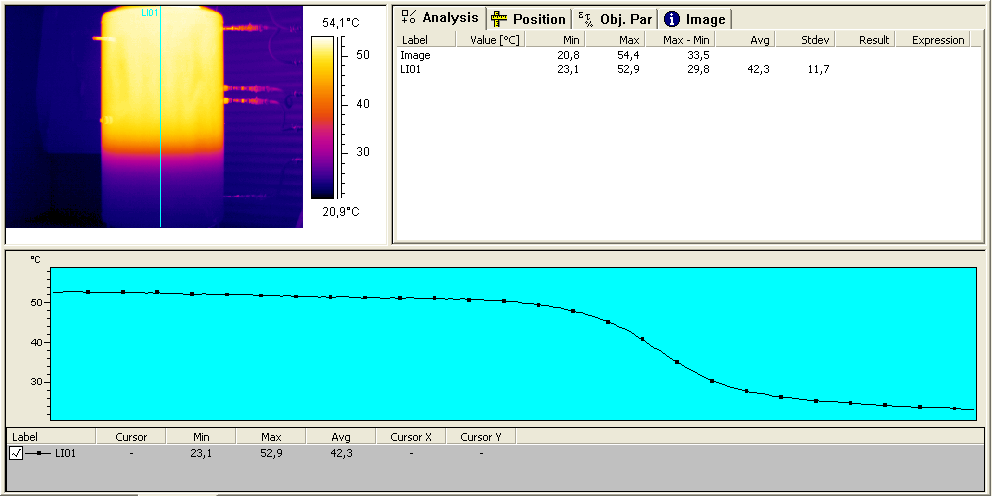 LI01
54,1°C
50
40
30
20,9°C
Analysis Position ετ% Obj. Par Image
Label Value [°C] Min Max Max - Min Avg Stdev Result Expression
Image 20,8 54,4 33,5
LI01 23,1 52,9 29,8 42,3 11,7
°C
50
40
30
Label Cursor Min Max Avg Cursor X Cursor Y
LI01 - 23,1 52,9 42,3 - -